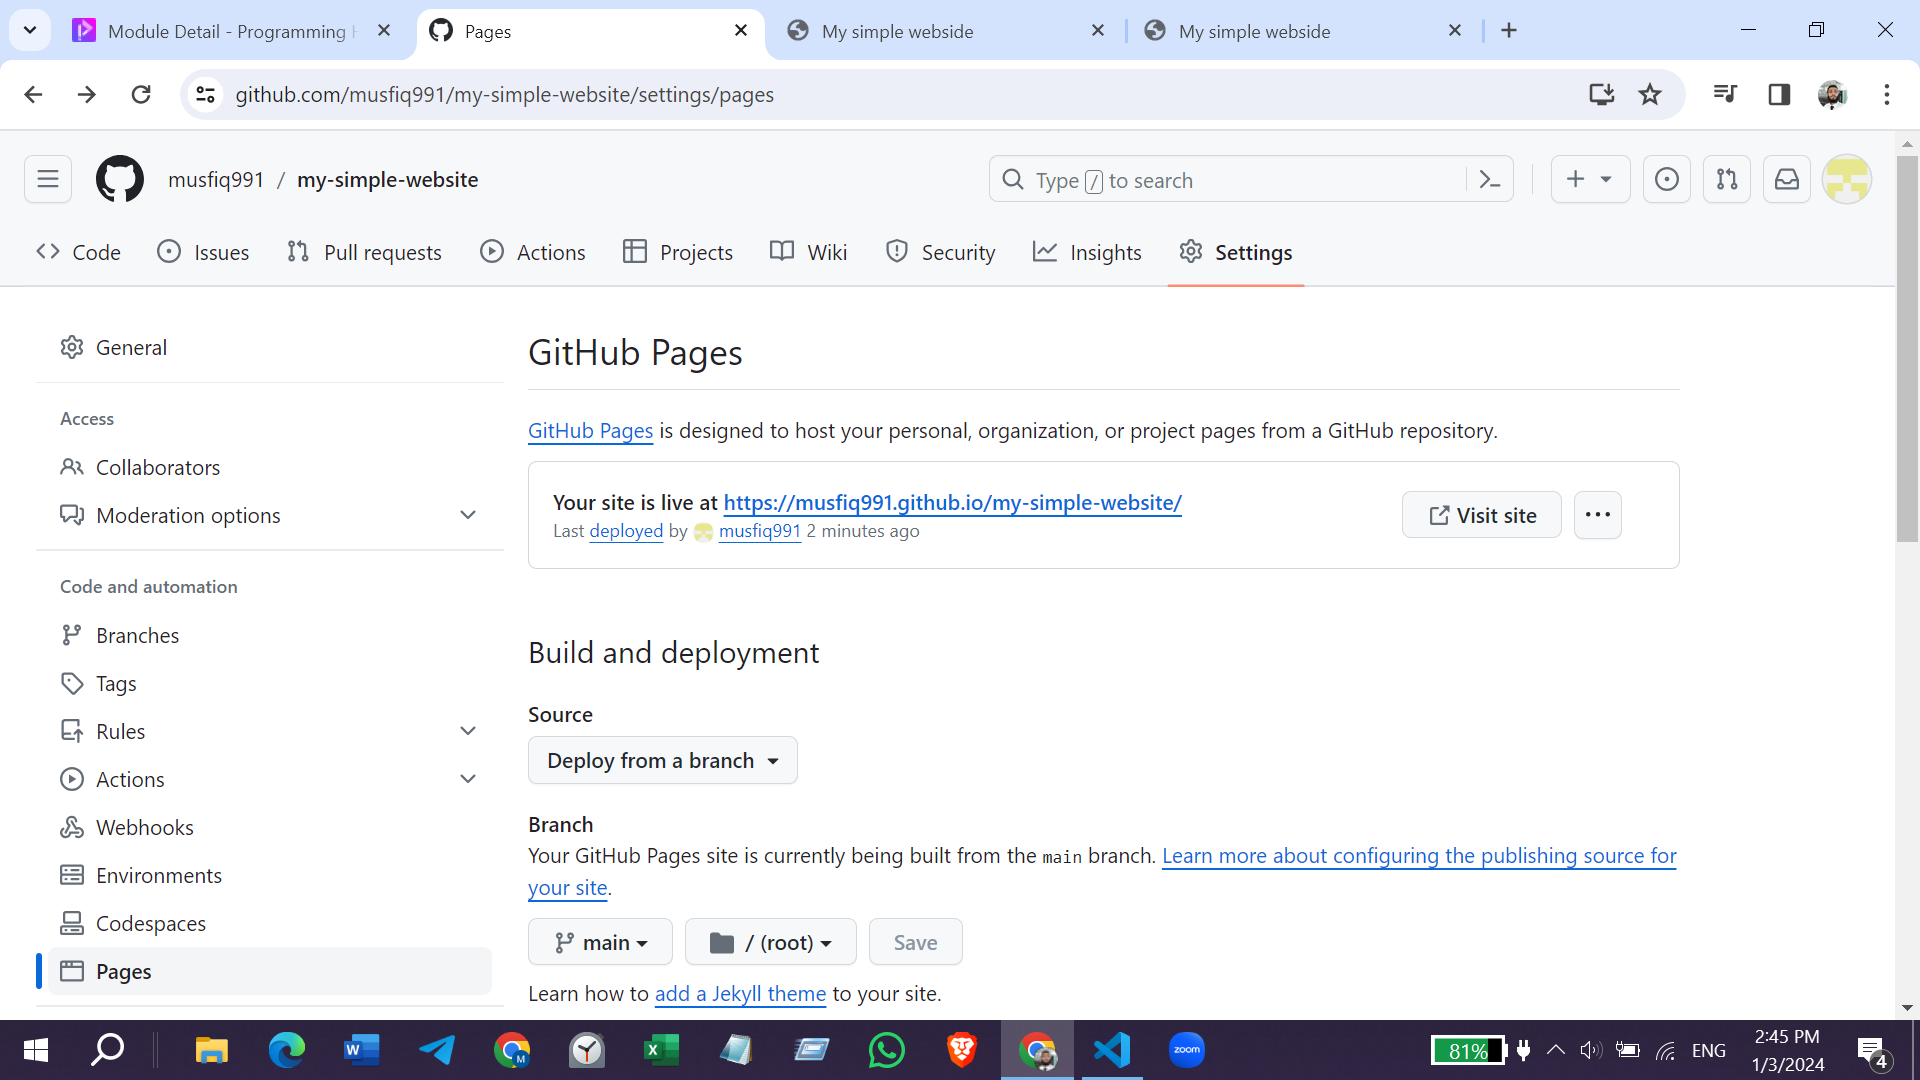 Module Detail - Programming H
Pages
My simple webside
My simple webside
github.com/musfiq991/my-simple-website/settings/pages
musfiq991 / my-simple-website
Type / to search
Code
Issues
Pull requests
Actions
Projects
Wiki
Security
Insights
Settings
General
Access
Collaborators
Moderation options
Code and automation
Branches
Tags
Rules
Actions
Webhooks
Environments
Codespaces
Pages
GitHub Pages
GitHub Pages is designed to host your personal, organization, or project pages from a GitHub repository.
Your site is live at https://musfiq991.github.io/my-simple-website/
Last deployed by musfiq991 2 minutes ago
Visit site
Build and deployment
Source
Deploy from a branch
Branch
Your GitHub Pages site is currently being built from the main branch. Learn more about configuring the publishing source for
your site.
main
/ (root)
Save
Learn how to add a Jekyll theme to your site.
W
M
X
zoom
81%
ENG
2:45 PM
1/3/2024
4